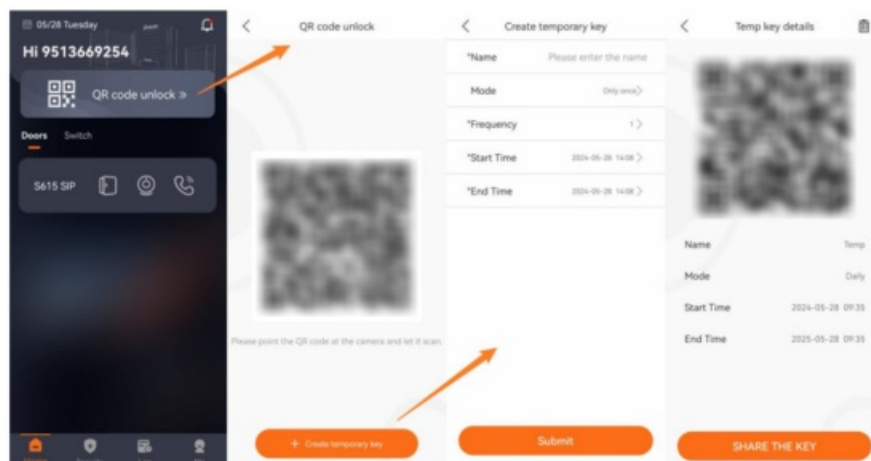 05/28 Tuesday
Hi 9513669254
QR code unlock »
Doors Switch
S615 SIP
QR code unlock
Please point the QR code at the camera and let it scan.
+ Create temporary key
Create temporary key
*Name Please enter the name
Mode Only once>
*Frequency 1>
*Start Time 2024-05-28 14:08 >
*End Time 2024-05-28 14:08 >
Submit
Temp key details
Name Temp
Mode Daily
Start Time 2024-05-28 09:35
End Time 2025-05-28 09:35
SHARE THE KEY